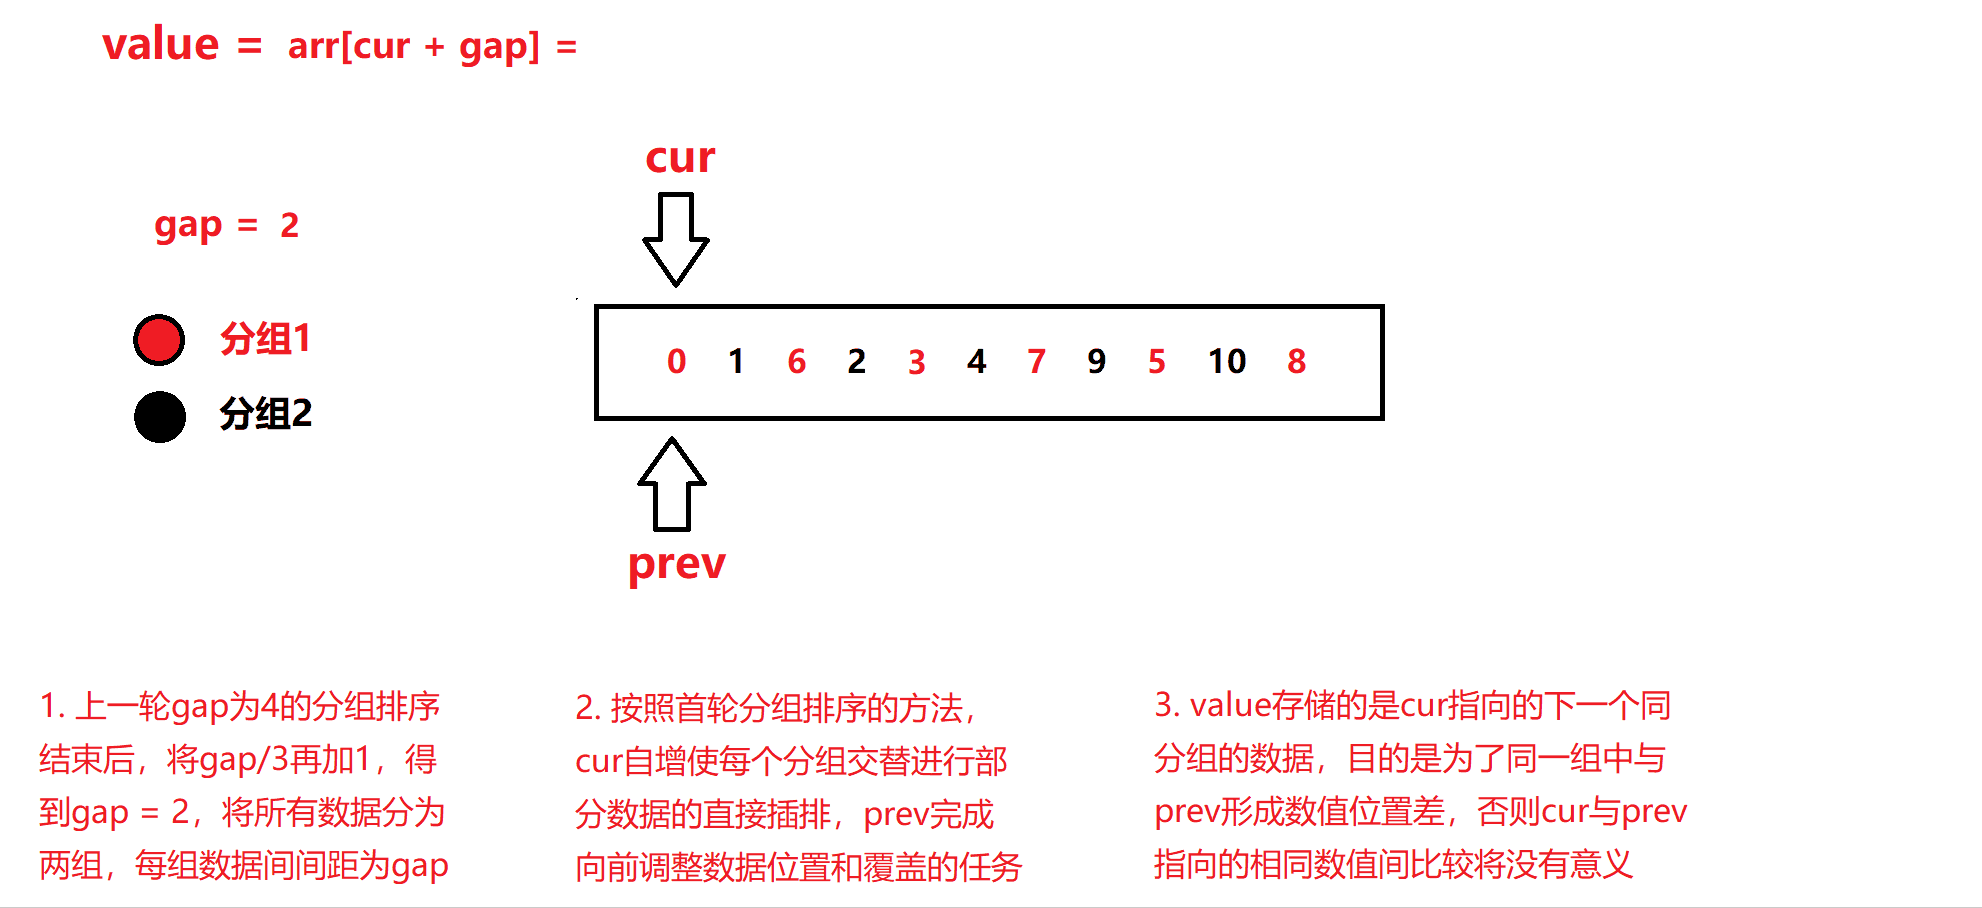 value = arr[cur + gap] =
cur
gap = 2
分组1
分组2
0 1 6 2 3 4 7 9 5 10 8
prev
1. 上一轮gap为4的分组排序
结束后，将gap/3再加1，得
到gap = 2，将所有数据分为
两组，每组数据间间距为gap
2. 按照首轮分组排序的方法，
cur自增使每个分组交替进行部
分数据的直接插排，prev完成
向前调整数据位置和覆盖的任务
3. value存储的是cur指向的下一个同
分组的数据，目的是为了同一组中与
prev形成数值位置差，否则cur与prev
指向的相同数值间比较将没有意义